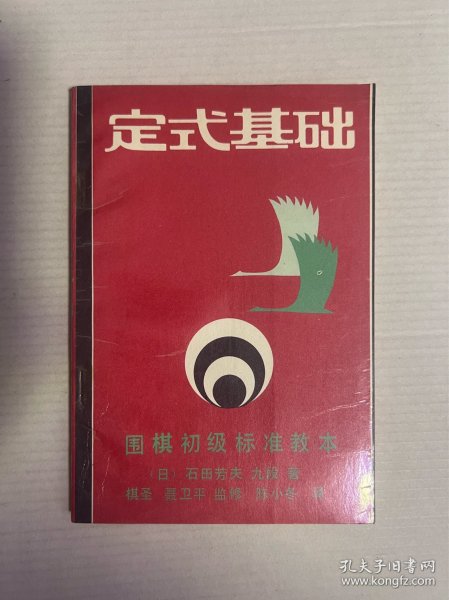 定式基础
围棋初级标准教本
(日) 石田芳夫 九段 著
棋圣 聂卫平 监修 陈小冬 译
孔夫子旧书网
www.kongfz.com